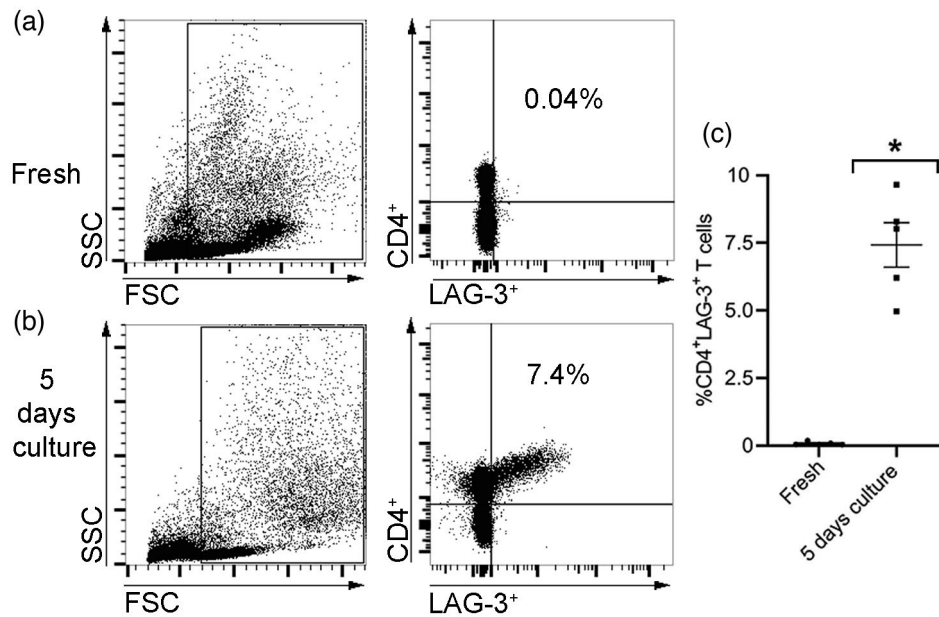 (a)
Fresh
SSC
FSC
CD4⁺
LAG-3⁺
0.04%
(b)
5
days
culture
SSC
FSC
CD4⁺
LAG-3⁺
7.4%
(c)
*
%CD4⁺LAG-3⁺ T cells
10
7.5
5.0
2.5
0
Fresh
5 days culture